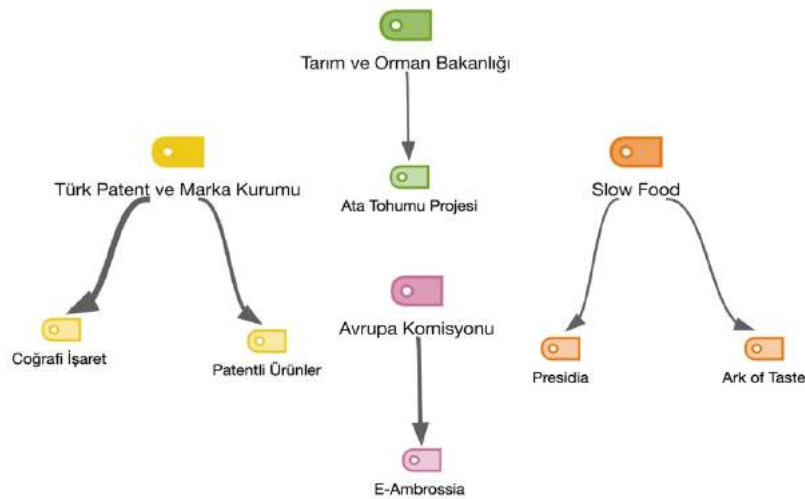 Tarım ve Orman Bakanlığı
Türk Patent ve Marka Kurumu
Slow Food
Ata Tohumu Projesi
Avrupa Komisyonu
Coğrafi İşaret
Patentli Ürünler
Presidia
Ark of Taste
E-Ambrossia